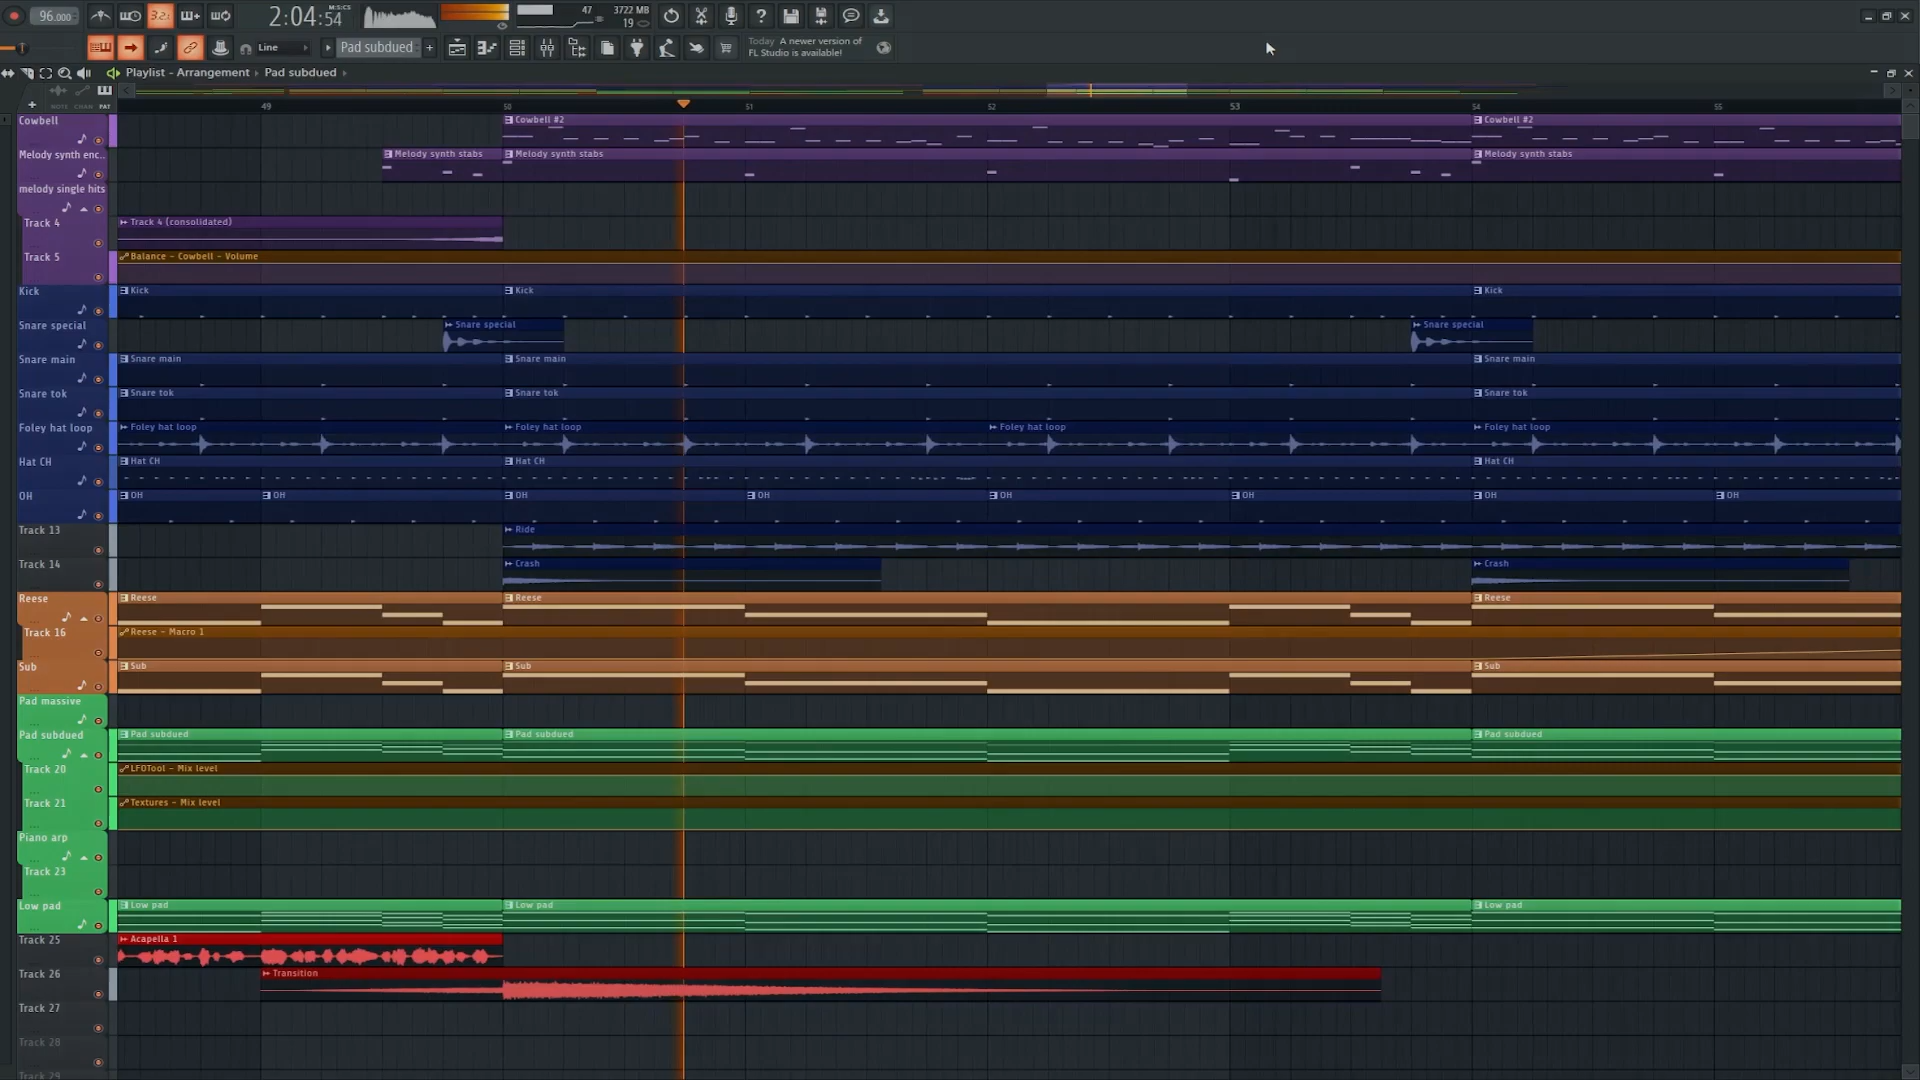 96.000
3.2:
2:04:54
M:S:CS
47
3722 MB
19
Line
Pad subdued
Today A newer version of
FL Studio is available!
Playlist - Arrangement › Pad subdued
NOTE CHAN PAT
49 50 51 52 53 54 55
Cowbell
Cowbell #2
Cowbell #2
Melody synth enc..
Melody synth stabs
Melody synth stabs
Melody synth stabs
melody single hits
Track 4
Track 4 (consolidated)
Track 5
Balance - Cowbell - Volume
Kick
Kick
Kick
Kick
Snare special
Snare special
Snare special
Snare main
Snare main
Snare main
Snare main
Snare tok
Snare tok
Snare tok
Snare tok
Foley hat loop
Foley hat loop
Foley hat loop
Foley hat loop
Foley hat loop
Hat CH
Hat CH
Hat CH
Hat CH
OH
OH
OH
OH
OH
OH
OH
OH
OH
Track 13
Ride
Track 14
Crash
Crash
Reese
Reese
Reese
Reese
Track 16
Reese - Macro 1
Sub
Sub
Sub
Sub
Pad massive
Pad subdued
Pad subdued
Pad subdued
Pad subdued
Track 20
LFOTool - Mix level
Track 21
Textures - Mix level
Piano arp
Track 23
Low pad
Low pad
Low pad
Low pad
Track 25
Acapella 1
Track 26
Transition
Track 27
Track 28
Track 29